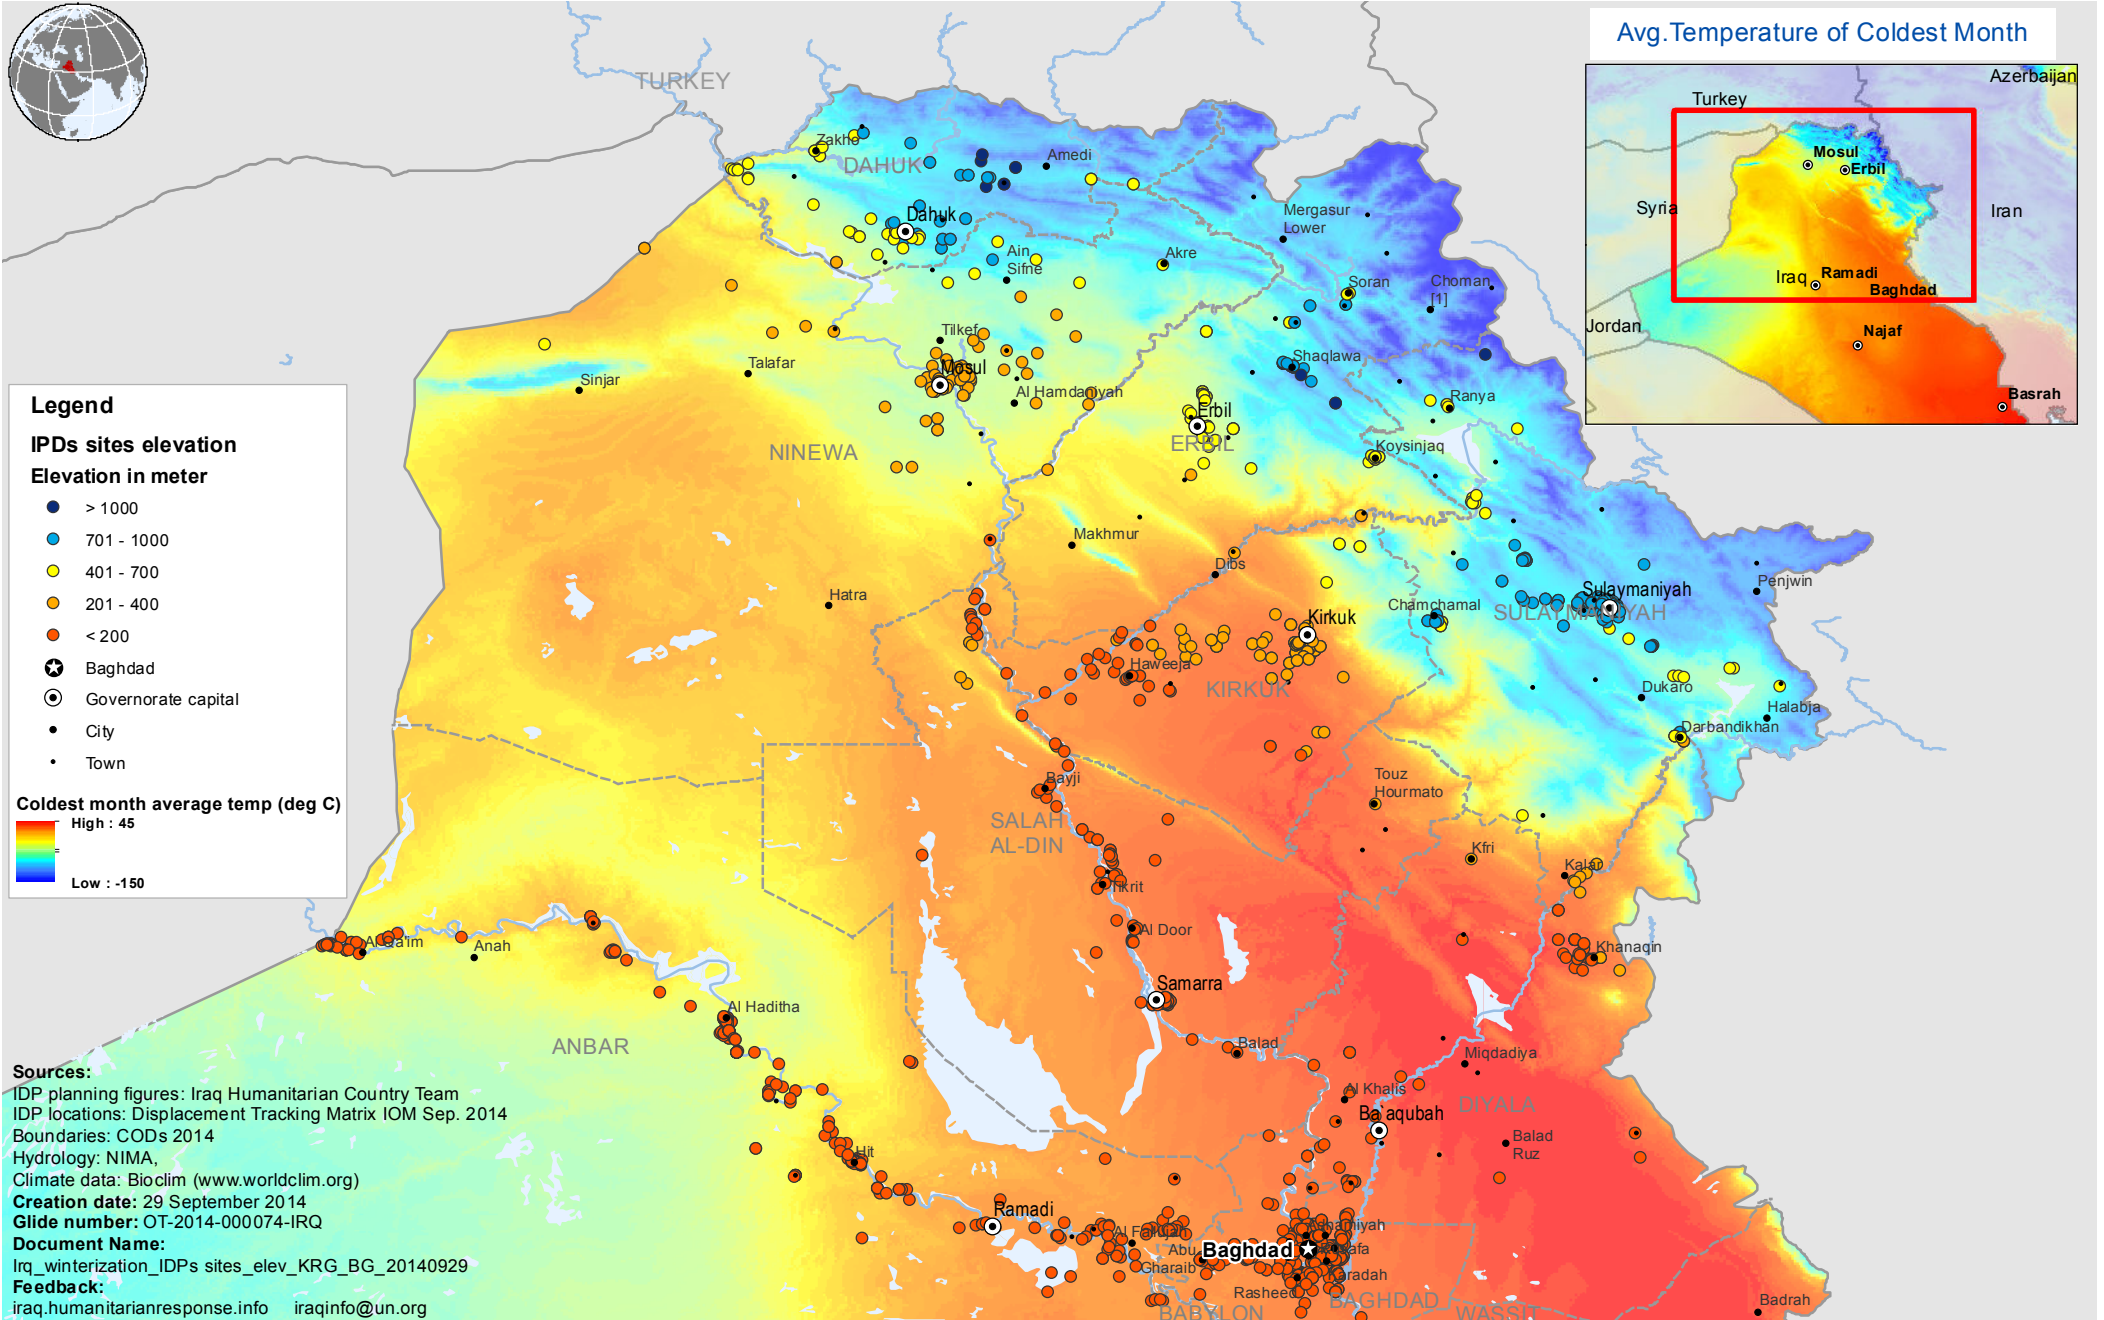 Avg.Temperature of Coldest Month
Azerbaijan
Turkey
Mosul
Erbil
Syria
Iran
Iraq
Ramadi
Baghdad
Jordan
Najaf
Basrah
TURKEY
Zakho
DAHUK
Amedi
Dahuk
Mergasur
Lower
Ain
Sifne
Akre
Soran
Choman
[1]
Tilkef
Mosul
Shaqlawa
Talafar
Sinjar
Al Hamdaniyah
Ranya
Erbil
ERBIL
NINEWA
Koysinjaq
Makhmur
Dibs
Hatra
Chamchamal
Sulaymaniyah
SULAYMANIYAH
Penjwin
Kirkuk
Haweeja
KIRKUK
Dukaro
Halabja
Darbandikhan
Bayji
Touz
Hourmato
SALAH
AL-DIN
Kfri
Kalar
Tikrit
Al Door
Khanaqin
Al Qa'im
Anah
Samarra
Al Haditha
ANBAR
Balad
Miqdadiya
Al Khalis
DIYALA
Ba aqubah
Balad
Ruz
Hit
Ramadi
Abu
Gharaib
Baghdad
Rasheed
BAGHDAD
BABYLON
WASSIT
Badrah
Legend
IPDs sites elevation
Elevation in meter
> 1000
701 - 1000
401 - 700
201 - 400
< 200
Baghdad
Governorate capital
City
Town
Coldest month average temp (deg C)
High : 45
Low : -150
Sources:
IDP planning figures: Iraq Humanitarian Country Team
IDP locations: Displacement Tracking Matrix IOM Sep. 2014
Boundaries: CODs 2014
Hydrology: NIMA,
Climate data: Bioclim (www.worldclim.org)
Creation date: 29 September 2014
Glide number: OT-2014-000074-IRQ
Document Name:
Irq_winterization_IDPs sites_elev_KRG_BG_20140929
Feedback:
iraq.humanitarianresponse.info iraqinfo@un.org